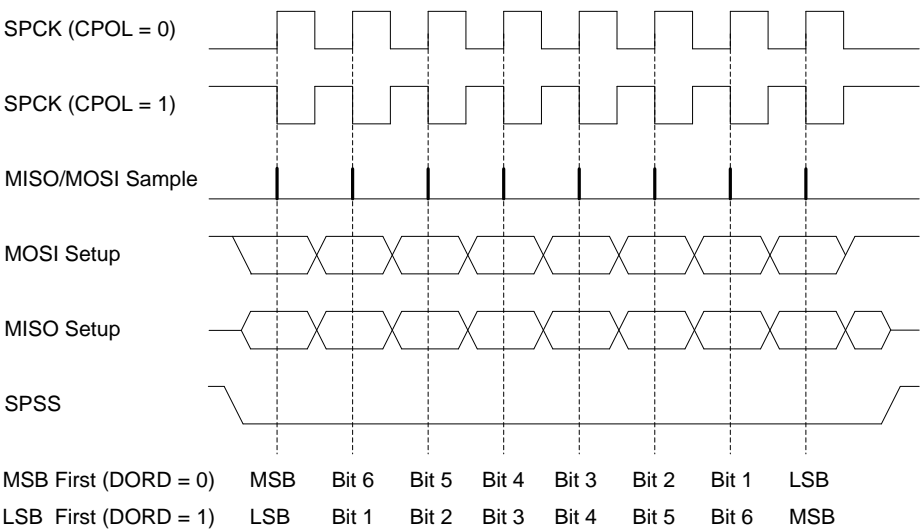 SPCK (CPOL = 0)
SPCK (CPOL = 1)
MISO/MOSI Sample
MOSI Setup
MISO Setup
SPSS
MSB First (DORD = 0) MSB Bit 6 Bit 5 Bit 4 Bit 3 Bit 2 Bit 1 LSB
LSB First (DORD = 1) LSB Bit 1 Bit 2 Bit 3 Bit 4 Bit 5 Bit 6 MSB